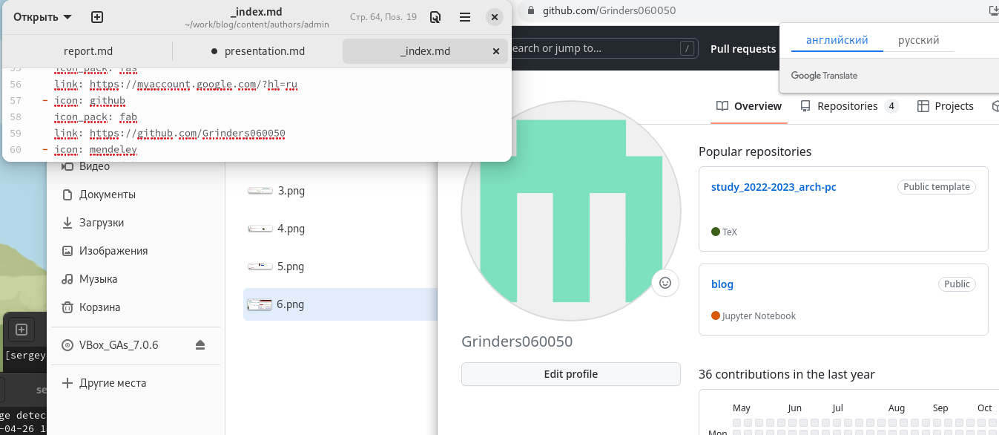 Открыть
_index.md
~/work/blog/content/authors/admin
Стр. 64, Поз. 19
report.md
presentation.md
_index.md
55 icon_pack: fas
56 link: https://myaccount.google.com/?hl=ru
57 - icon: github
58 icon_pack: fab
59 link: https://github.com/Grinders060050
60 - icon: mendeley
github.com/Grinders060050
earch or jump to... /
Pull requests
английский русский
Google Translate
Overview Repositories 4 Projects
Видео
Документы
Загрузки
Изображения
Музыка
Корзина
VBox_GAs_7.0.6
Другие места
3.png
4.png
5.png
6.png
[sergey
se
ge detec
-04-26 1
Grinders060050
Edit profile
Popular repositories
study_2022-2023_arch-pc Public template
TeX
blog Public
Jupyter Notebook
36 contributions in the last year
May Jun Jul Aug Sep Oct
Mon